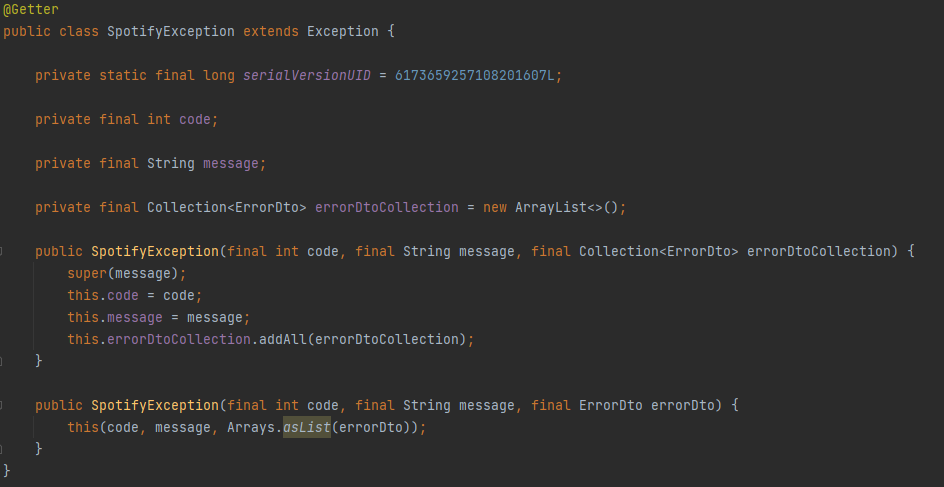 @Getter
public class SpotifyException extends Exception {
private static final long serialVersionUID = 6173659257108201607L;
private final int code;
private final String message;
private final Collection<ErrorDto> errorDtoCollection = new ArrayList<>();
public SpotifyException(final int code, final String message, final Collection<ErrorDto> errorDtoCollection) {
super(message);
this.code = code;
this.message = message;
this.errorDtoCollection.addAll(errorDtoCollection);
}
public SpotifyException(final int code, final String message, final ErrorDto errorDto) {
this(code, message, Arrays.asList(errorDto));
}
}